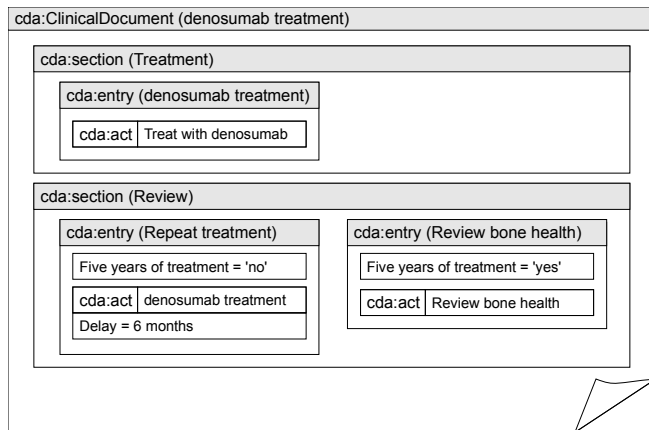 cda:ClinicalDocument (denosumab treatment)
cda:section (Treatment)
cda:entry (denosumab treatment)
cda:act Treat with denosumab
cda:section (Review)
cda:entry (Repeat treatment)
Five years of treatment = 'no'
cda:act denosumab treatment
Delay = 6 months
cda:entry (Review bone health)
Five years of treatment = 'yes'
cda:act Review bone health